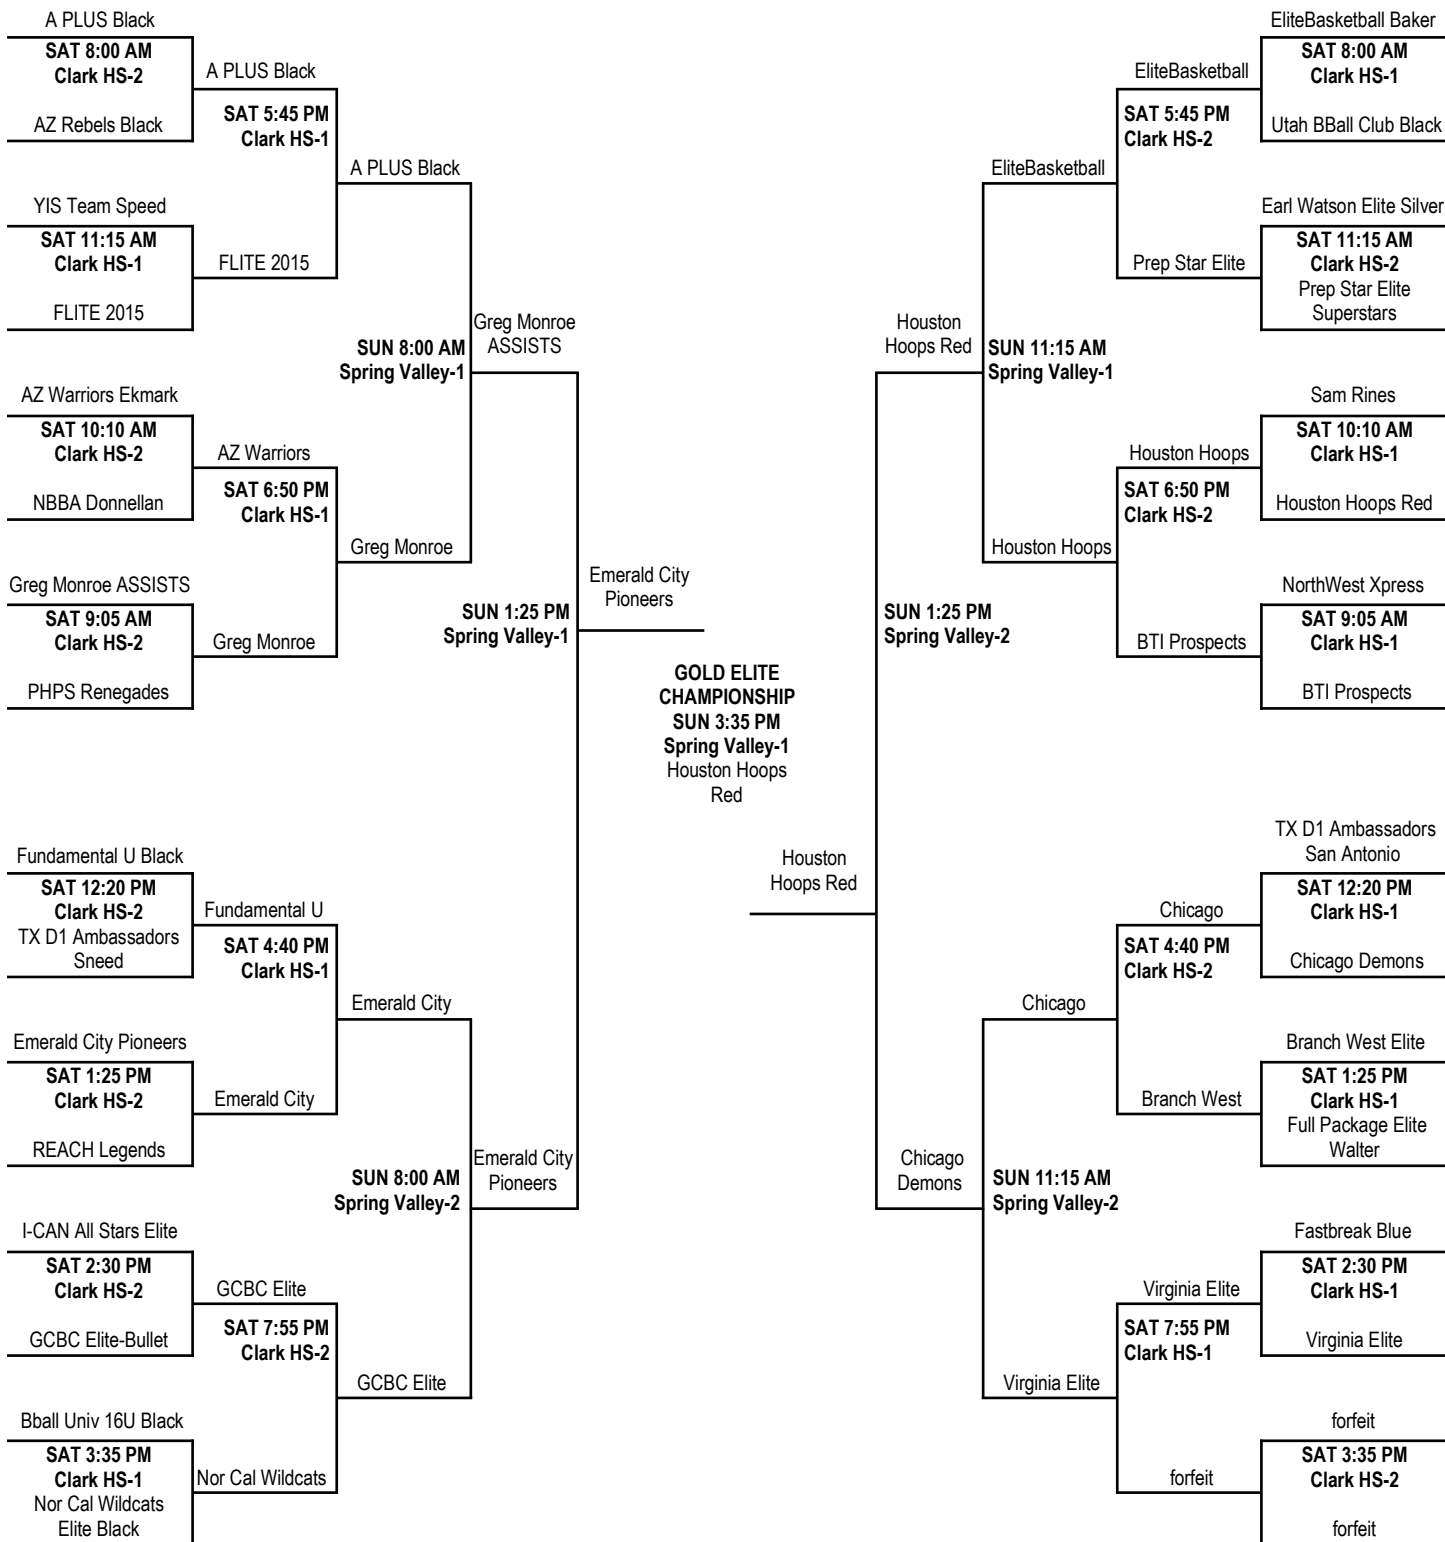 A PLUS Black
SAT 8:00 AM
Clark HS-2
AZ Rebels Black
YIS Team Speed
SAT 11:15 AM
Clark HS-1
FLITE 2015
AZ Warriors Ekmark
SAT 10:10 AM
Clark HS-2
NBBA Donnellan
Greg Monroe ASSISTS
SAT 9:05 AM
Clark HS-2
PHPS Renegades
Fundamental U Black
SAT 12:20 PM
Clark HS-2
TX D1 Ambassadors
Sneed
Emerald City Pioneers
SAT 1:25 PM
Clark HS-2
REACH Legends
I-CAN All Stars Elite
SAT 2:30 PM
Clark HS-2
GCBC Elite-Bullet
Bball Univ 16U Black
SAT 3:35 PM
Clark HS-1
Nor Cal Wildcats
Elite Black
A PLUS Black
SAT 5:45 PM
Clark HS-1
FLITE 2015
AZ Warriors
SAT 6:50 PM
Clark HS-1
Greg Monroe
Fundamental U
SAT 4:40 PM
Clark HS-1
Emerald City
GCBC Elite
SAT 7:55 PM
Clark HS-2
Nor Cal Wildcats
A PLUS Black
SUN 8:00 AM
Spring Valley-1
Greg Monroe
Emerald City
SUN 8:00 AM
Spring Valley-2
GCBC Elite
Greg Monroe
ASSISTS
SUN 1:25 PM
Spring Valley-1
Emerald City
Pioneers
Emerald City
Pioneers
GOLD ELITE
CHAMPIONSHIP
SUN 3:35 PM
Spring Valley-1
Houston Hoops
Red
Houston
Hoops Red
Houston
Hoops Red
SUN 1:25 PM
Spring Valley-2
Chicago
Demons
EliteBasketball
SUN 11:15 AM
Spring Valley-1
Houston Hoops
Chicago
SUN 11:15 AM
Spring Valley-2
Virginia Elite
EliteBasketball
SAT 5:45 PM
Clark HS-2
Prep Star Elite
Houston Hoops
SAT 6:50 PM
Clark HS-2
BTI Prospects
Chicago
SAT 4:40 PM
Clark HS-2
Branch West
Virginia Elite
SAT 7:55 PM
Clark HS-1
forfeit
EliteBasketball Baker
SAT 8:00 AM
Clark HS-1
Utah BBall Club Black
Earl Watson Elite Silver
SAT 11:15 AM
Clark HS-2
Prep Star Elite
Superstars
Sam Rines
SAT 10:10 AM
Clark HS-1
Houston Hoops Red
NorthWest Xpress
SAT 9:05 AM
Clark HS-1
BTI Prospects
TX D1 Ambassadors
San Antonio
SAT 12:20 PM
Clark HS-1
Chicago Demons
Branch West Elite
SAT 1:25 PM
Clark HS-1
Full Package Elite
Walter
Fastbreak Blue
SAT 2:30 PM
Clark HS-1
Virginia Elite
forfeit
SAT 3:35 PM
Clark HS-2
forfeit